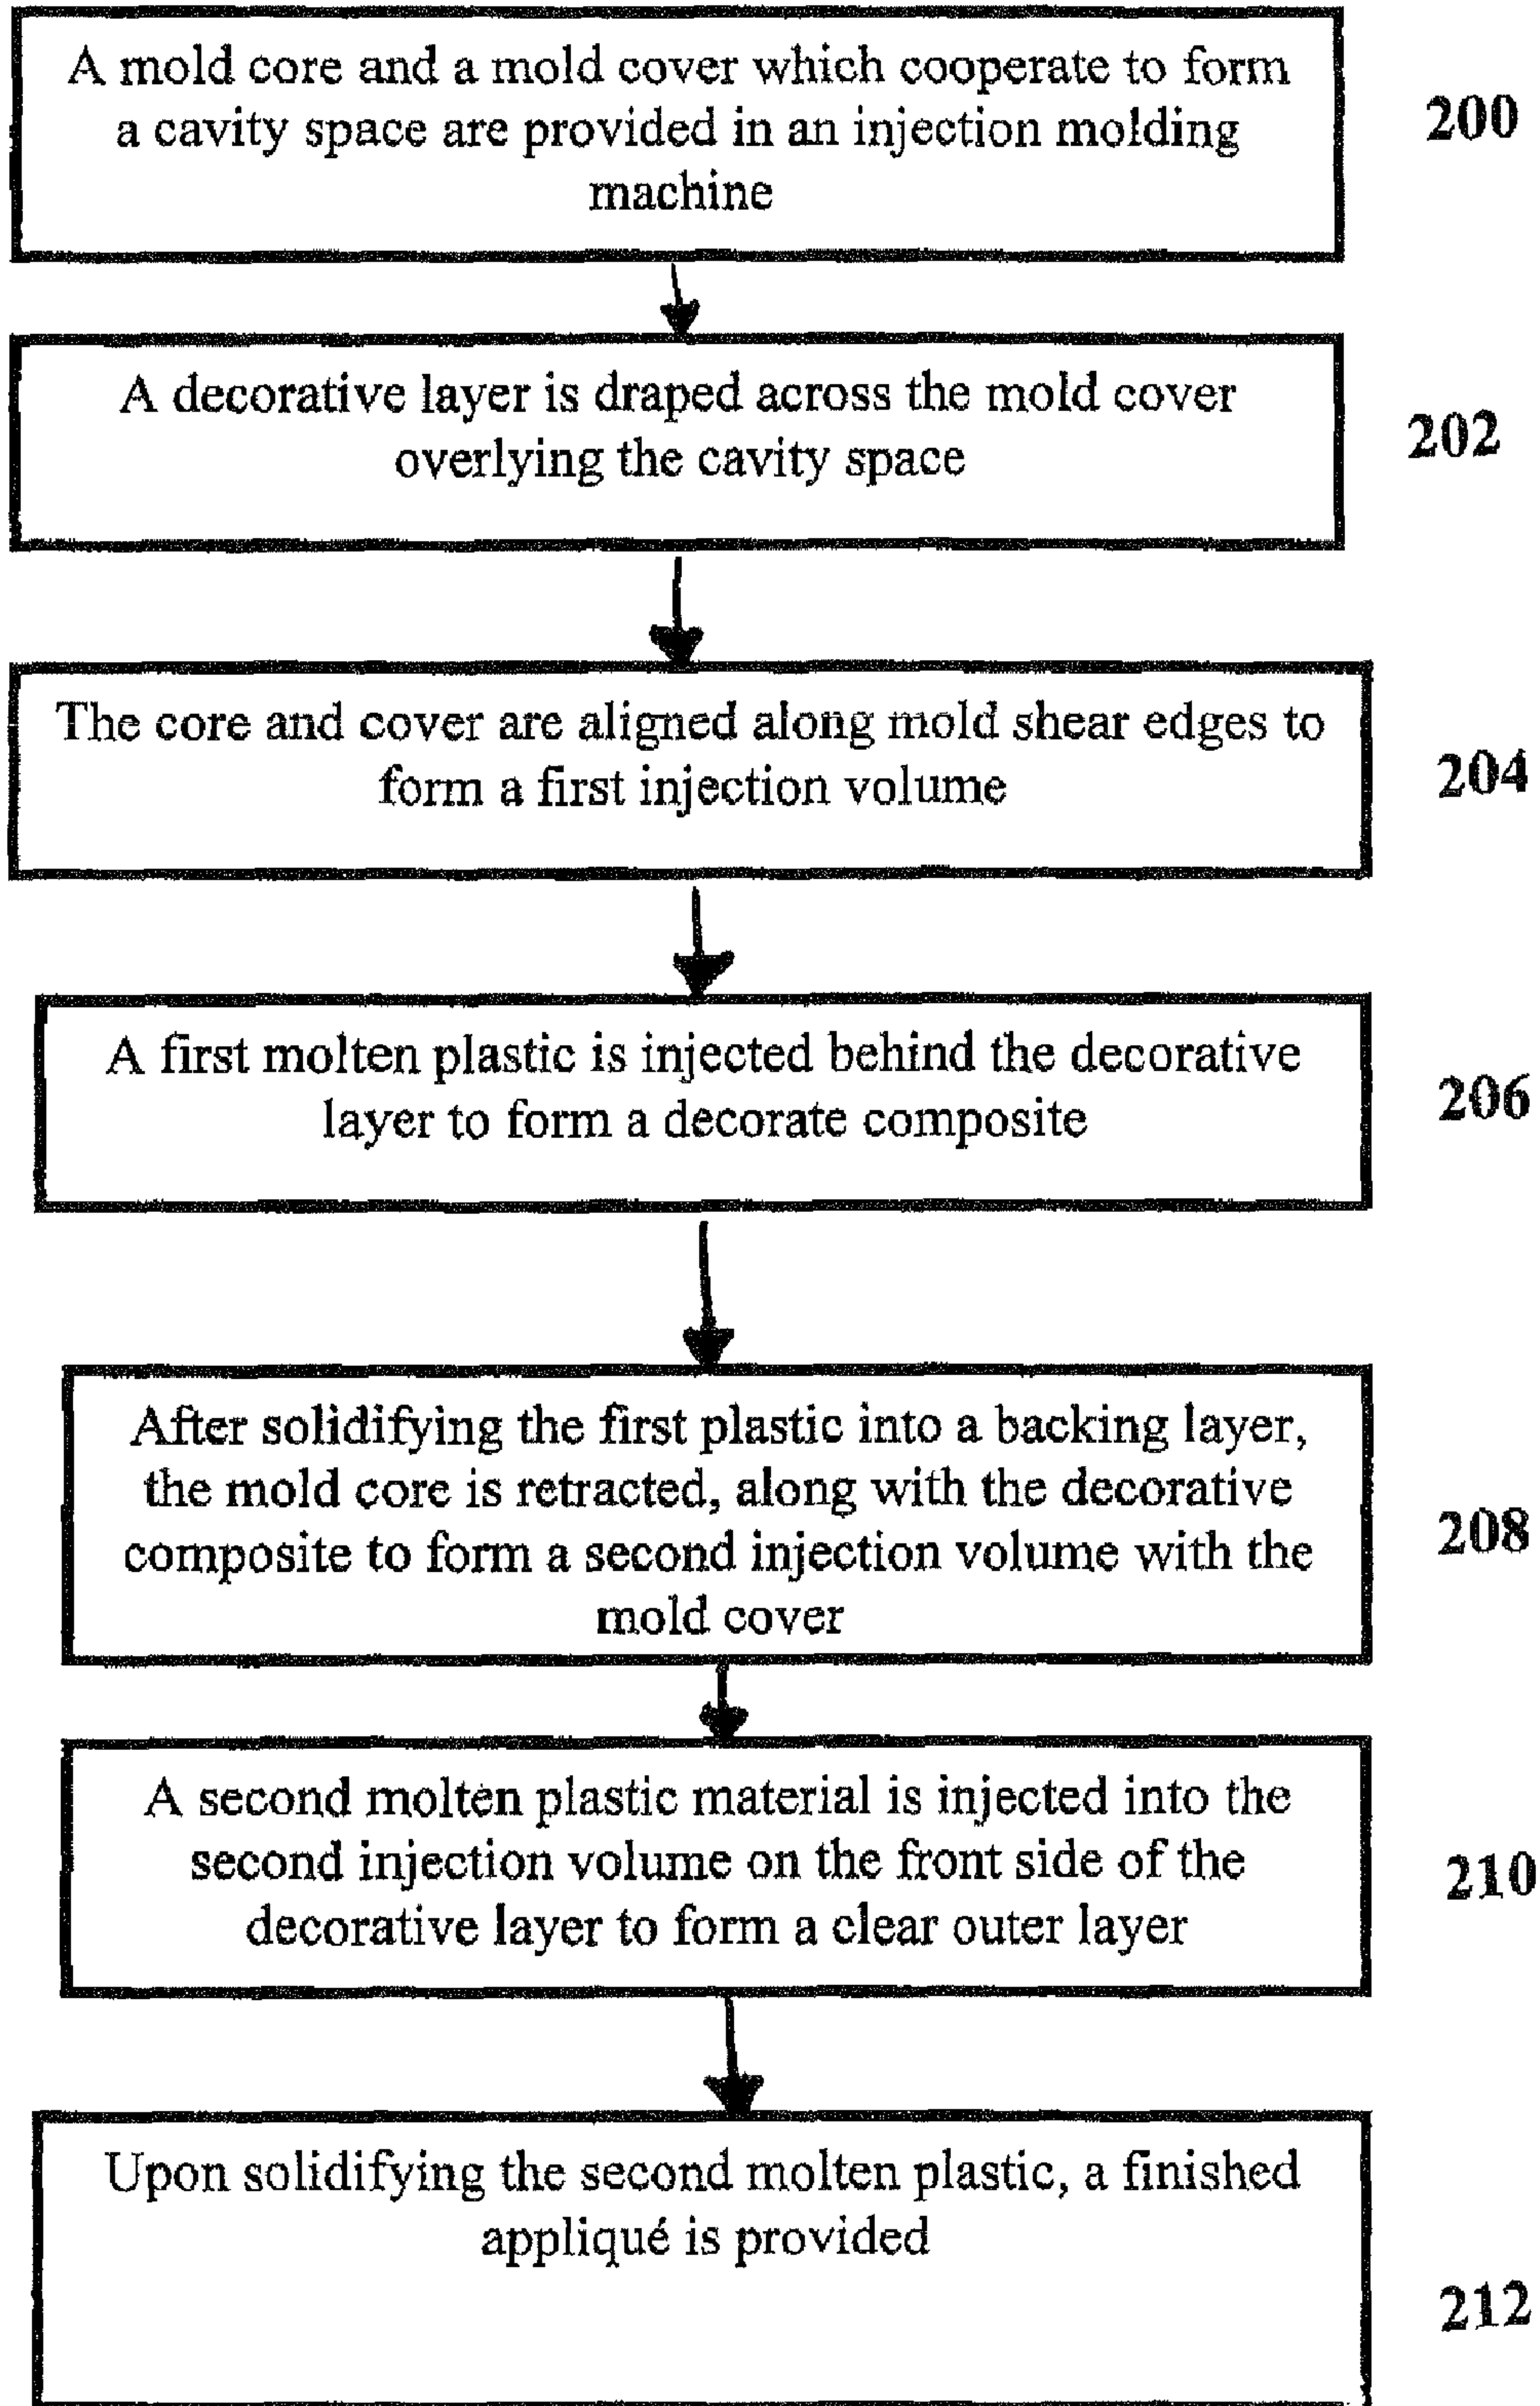 A mold core and a mold cover which cooperate to form
a cavity space are provided in an injection molding
machine
200
A decorative layer is draped across the mold cover
overlying the cavity space
202
The core and cover are aligned along mold shear edges to
form a first injection volume
204
A first molten plastic is injected behind the decorative
layer to form a decorate composite
206
After solidifying the first plastic into a backing layer,
the mold core is retracted, along with the decorative
composite to form a second injection volume with the
mold cover
208
A second molten plastic material is injected into the
second injection volume on the front side of the
decorative layer to form a clear outer layer
210
Upon solidifying the second molten plastic, a finished
appliqué is provided
212